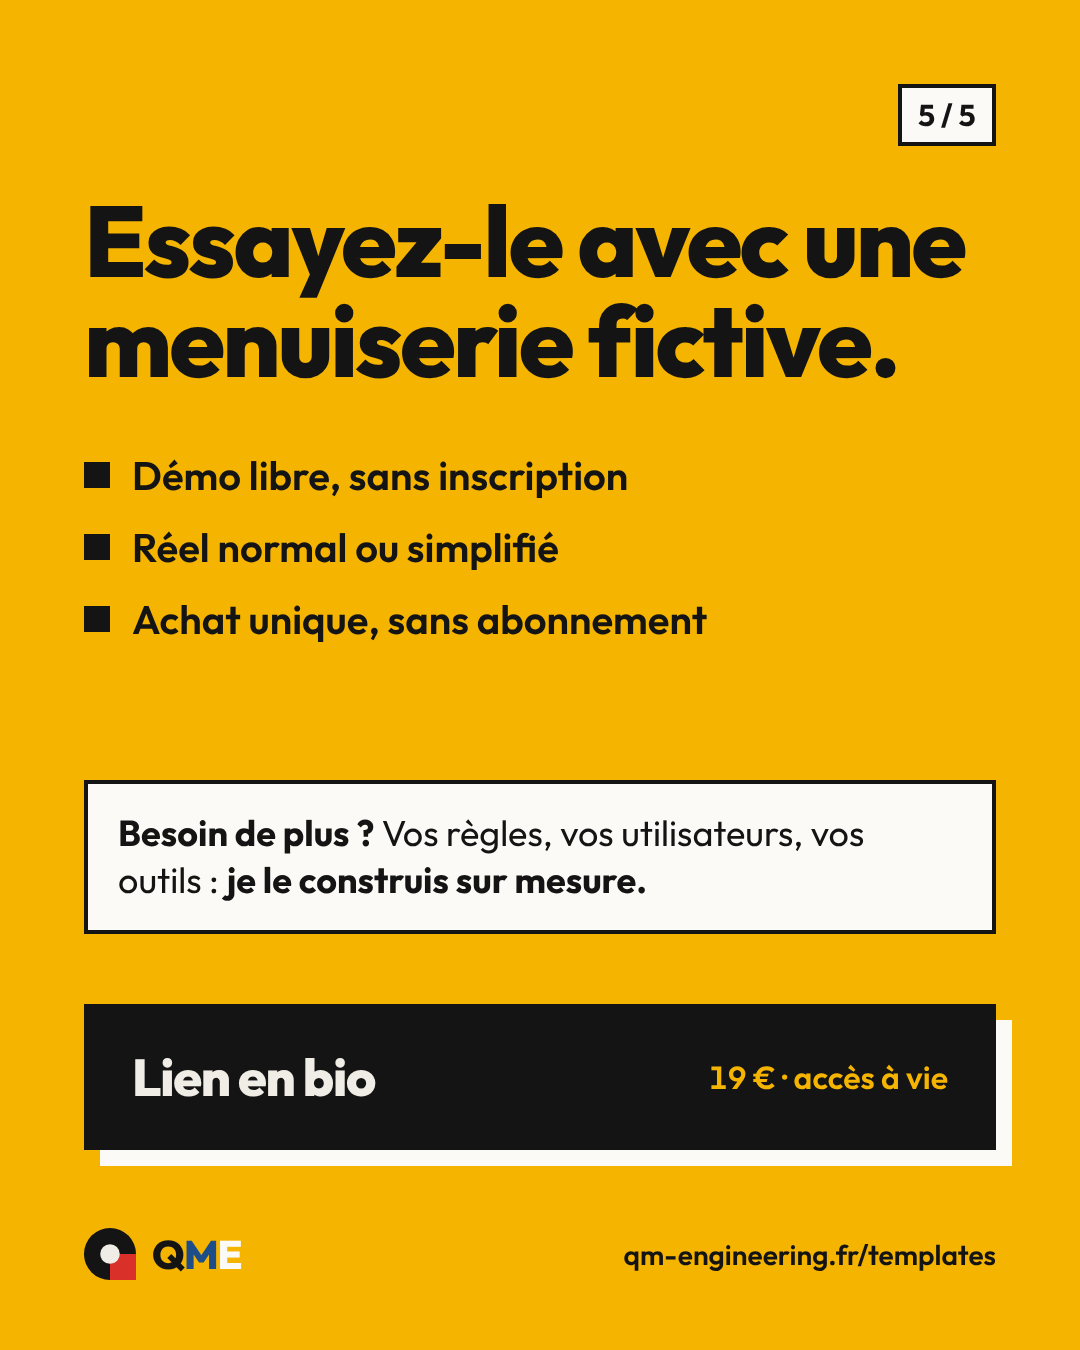 5 / 5
Essayez-le avec une
menuiserie fictive.
Démo libre, sans inscription
Réel normal ou simplifié
Achat unique, sans abonnement
Besoin de plus ? Vos règles, vos utilisateurs, vos
outils : je le construis sur mesure.
Lien en bio
19 € · accès à vie
QME
qm-engineering.fr/templates